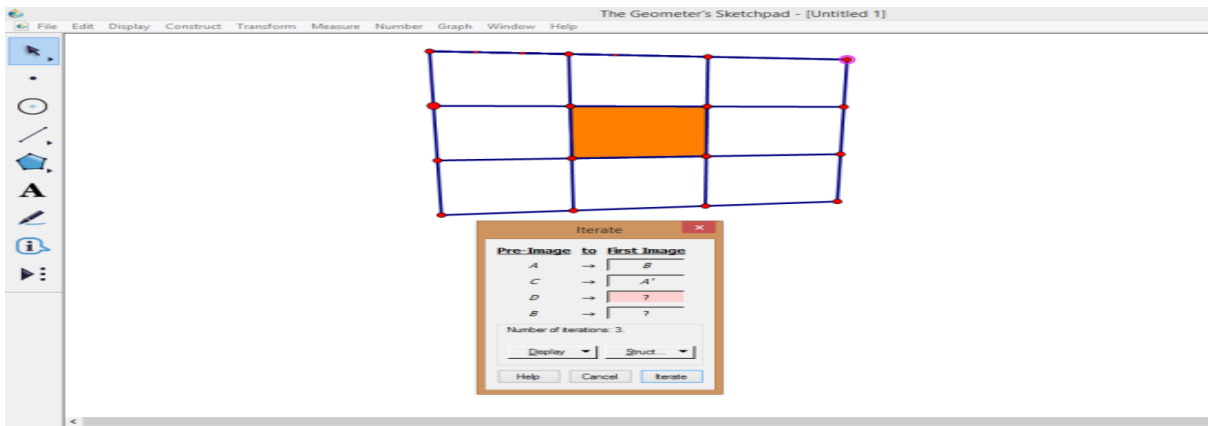 The Geometer's Sketchpad - [Untitled 1]
File Edit Display Construct Transform Measure Number Graph Window Help
A
i
Iterate
Pre-Image to First Image
A → B
C → A'
D → ?
B → ?
Number of iterations: 3.
Display Struct...
Help Cancel Iterate